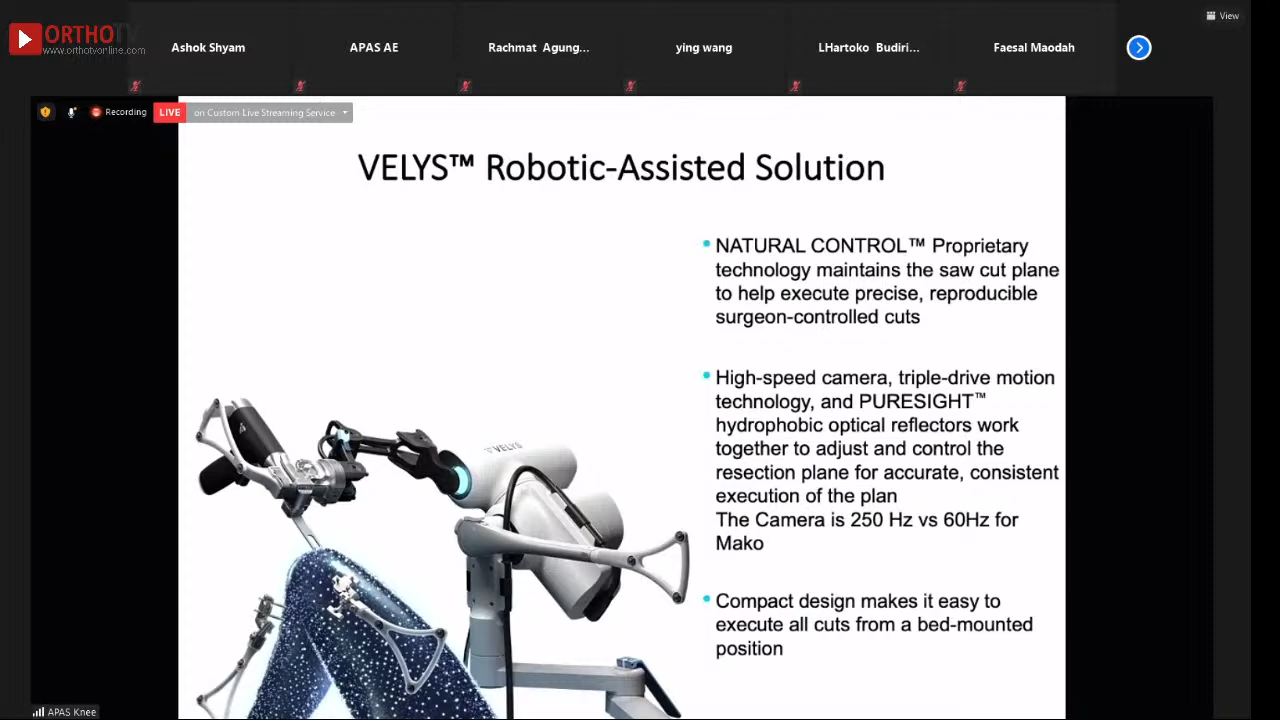 ORTHOTV
www.orthotvonline.com
Ashok Shyam
APAS AE
Rachmat Agung...
ying wang
LHartoko Budiri...
Faesal Maodah
View
Recording
LIVE
on Custom Live Streaming Service
VELYS™ Robotic-Assisted Solution
NATURAL CONTROL™ Proprietary
technology maintains the saw cut plane
to help execute precise, reproducible
surgeon-controlled cuts
High-speed camera, triple-drive motion
technology, and PURESIGHT™
hydrophobic optical reflectors work
together to adjust and control the
resection plane for accurate, consistent
execution of the plan
The Camera is 250 Hz vs 60Hz for
Mako
Compact design makes it easy to
execute all cuts from a bed-mounted
position
VELYS
APAS Knee